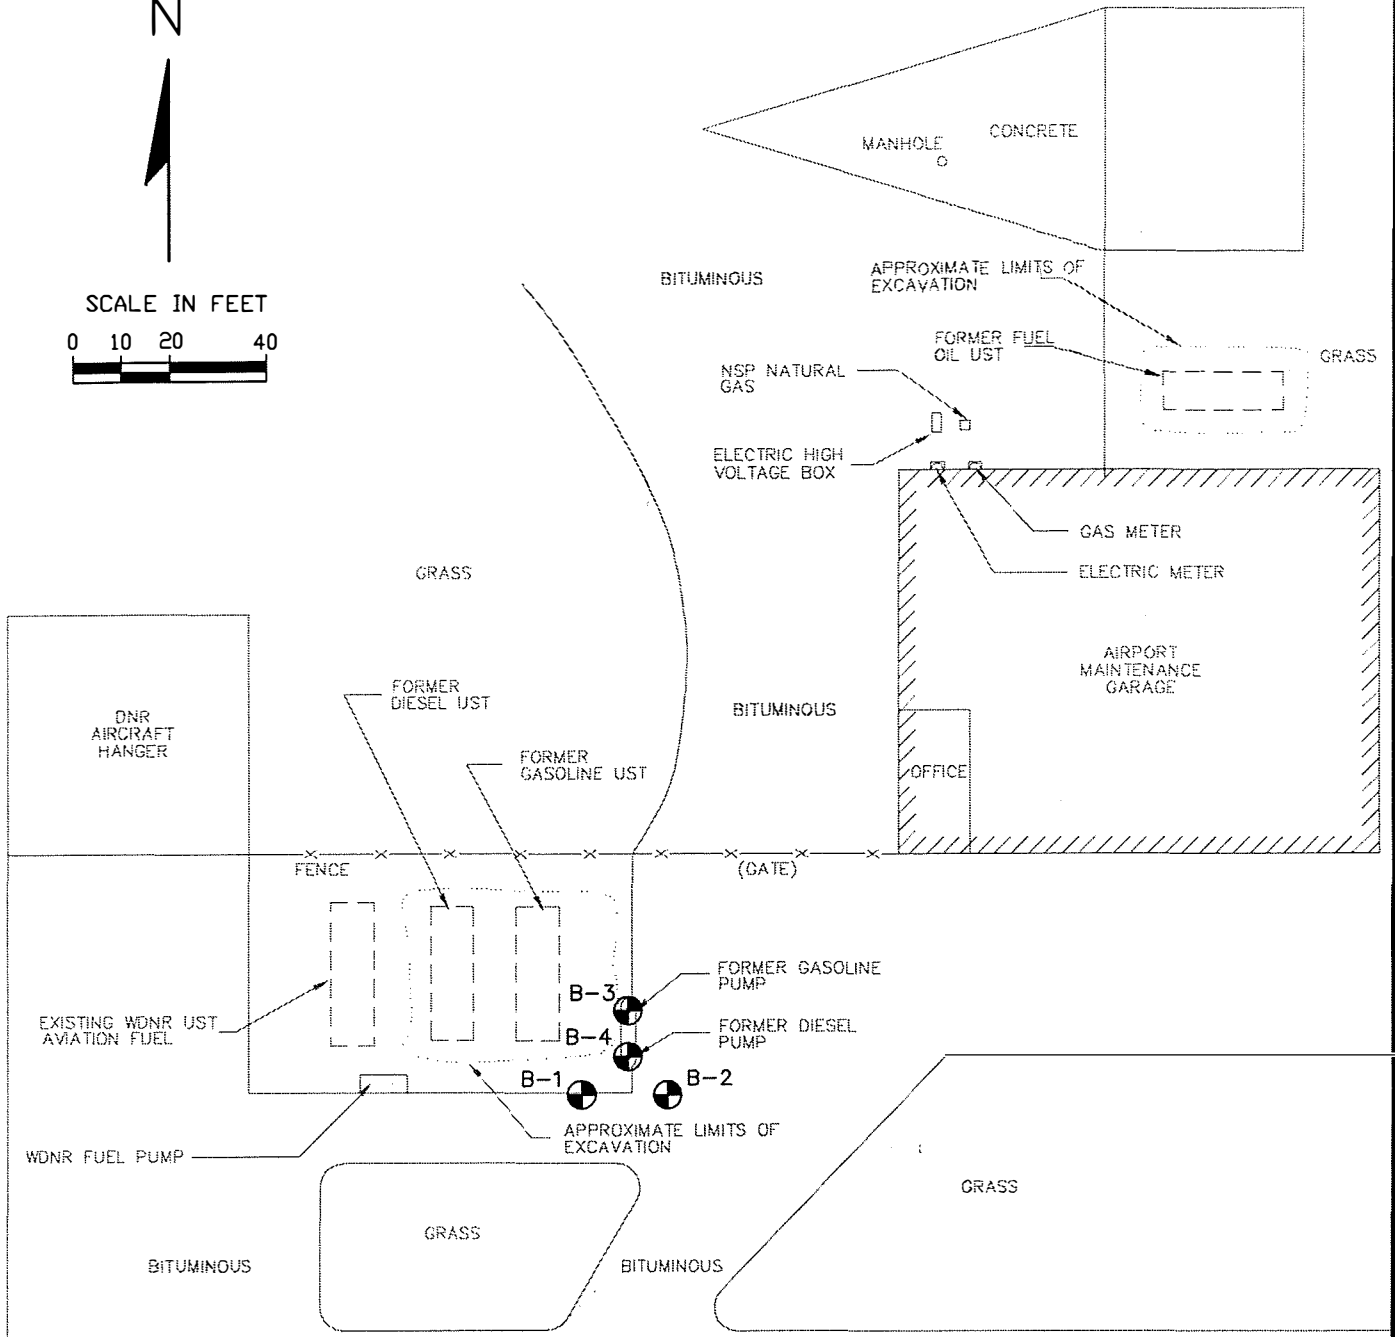 N
SCALE IN FEET
0 10 20 40
MANHOLE
CONCRETE
BITUMINOUS
APPROXIMATE LIMITS OF
EXCAVATION
FORMER FUEL
OIL UST
GRASS
NSP NATURAL
GAS
ELECTRIC HIGH
VOLTAGE BOX
GAS METER
ELECTRIC METER
GRASS
AIRPORT
MAINTENANCE
GARAGE
FORMER
DIESEL UST
DNR
AIRCRAFT
HANGER
BITUMINOUS
FORMER
GASOLINE UST
OFFICE
FENCE
(GATE)
FORMER GASOLINE
PUMP
B-3
EXISTING WDNR UST
AVIATION FUEL
B-4
FORMER DIESEL
PUMP
B-1
B-2
APPROXIMATE LIMITS OF
EXCAVATION
WDNR FUEL PUMP
GRASS
GRASS
BITUMINOUS
BITUMINOUS